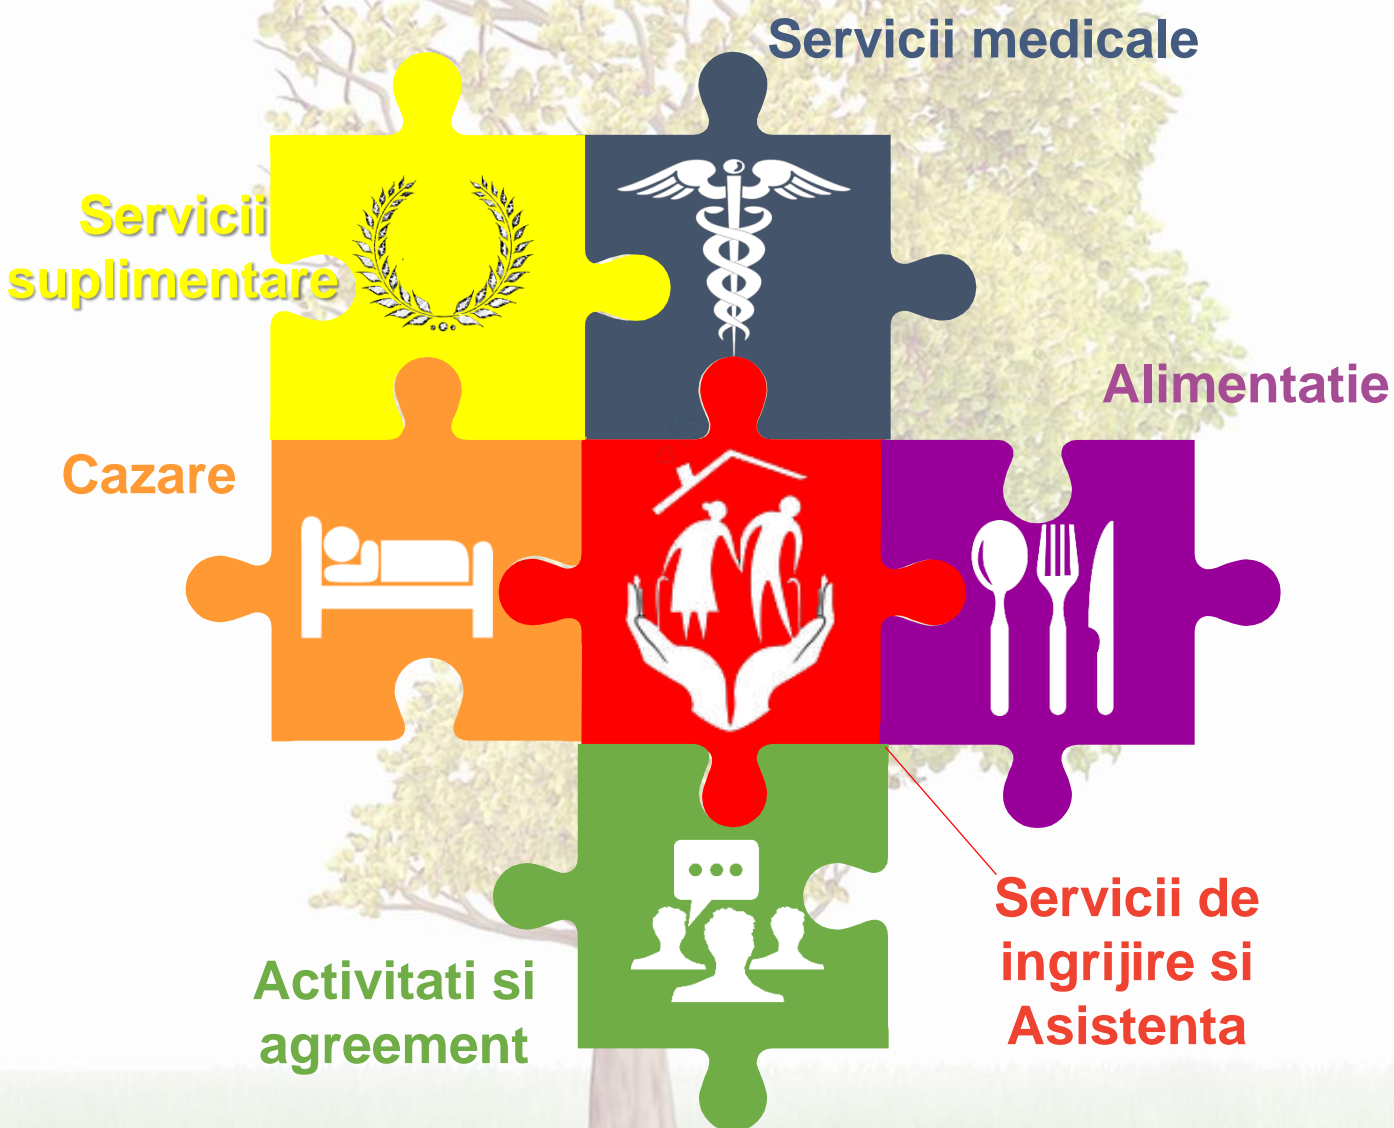 Servicii medicale
Servicii
suplimentare
Alimentatie
Cazare
Servicii de
ingrijire si
Asistenta
Activitati si
agreement